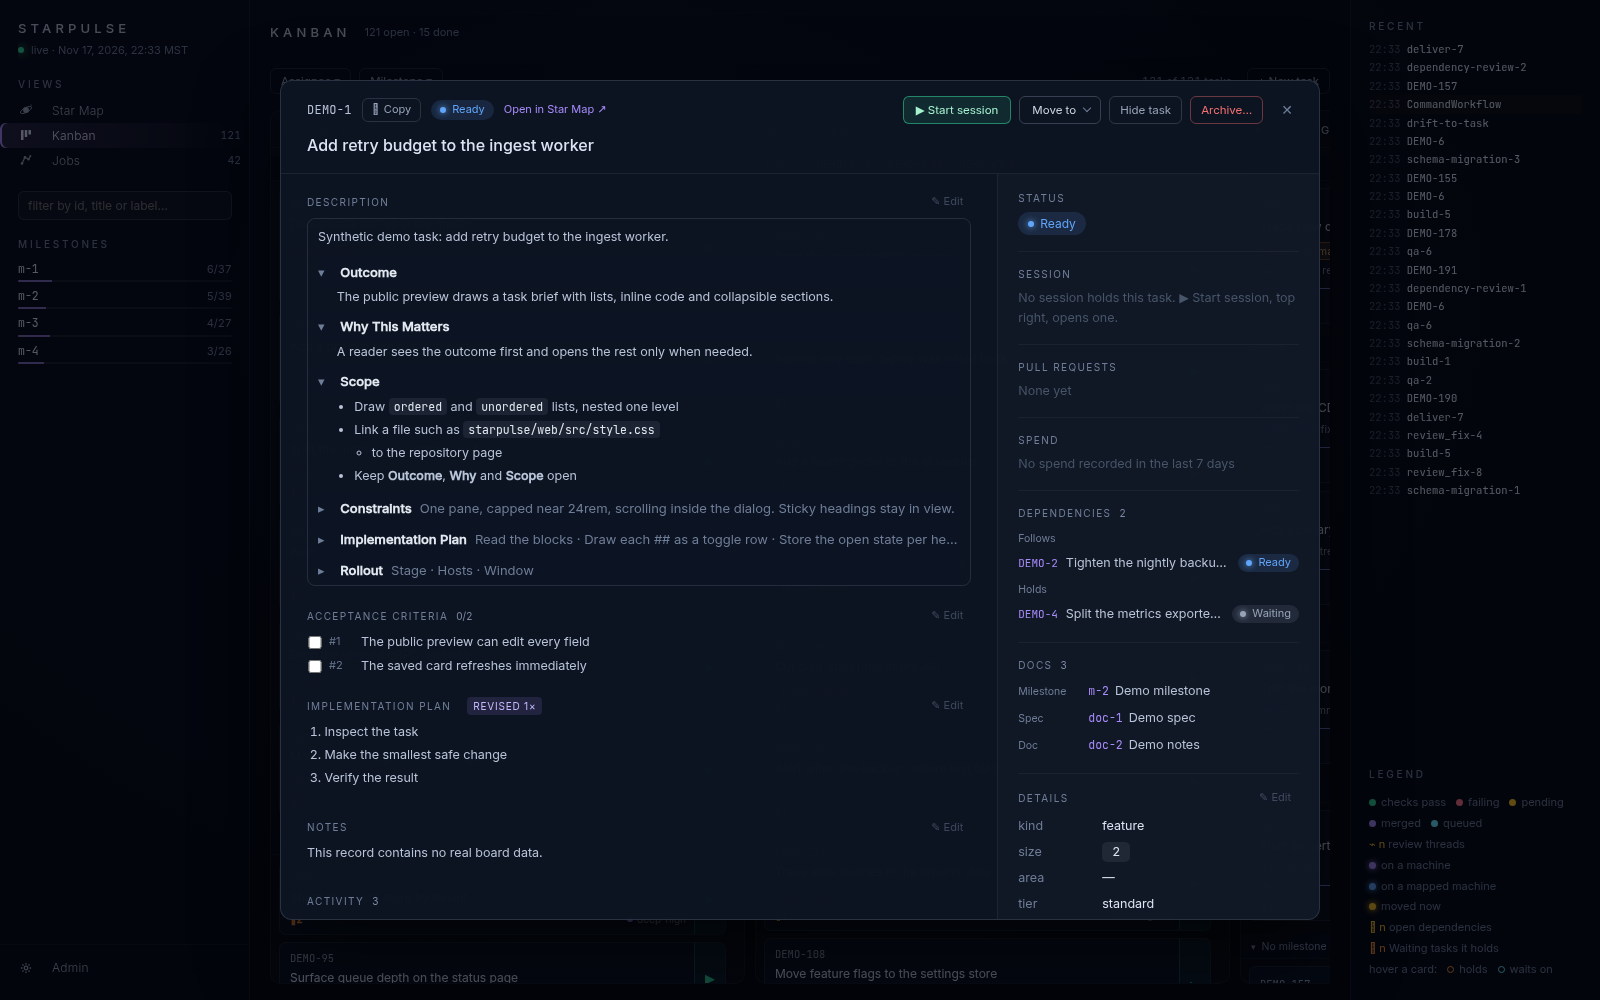 STARPULSE
live · Nov 17, 2026, 22:33 MST
VIEWS
Star Map
Kanban 121
Jobs 42
filter by id, title or label...
MILESTONES
m-1 6/37
m-2 5/39
m-3 4/27
m-4 3/26
Admin
KANBAN 121 open · 15 done
DEMO-1 Copy Ready Open in Star Map ↗ ▶ Start session Move to Hide task Archive... ✕
Add retry budget to the ingest worker
DESCRIPTION ✎ Edit
Synthetic demo task: add retry budget to the ingest worker.
▾ Outcome
The public preview draws a task brief with lists, inline code and collapsible sections.
▾ Why This Matters
A reader sees the outcome first and opens the rest only when needed.
▾ Scope
• Draw ordered and unordered lists, nested one level
• Link a file such as starpulse/web/src/style.css
◦ to the repository page
• Keep Outcome, Why and Scope open
▸ Constraints One pane, capped near 24rem, scrolling inside the dialog. Sticky headings stay in view.
▸ Implementation Plan Read the blocks · Draw each ## as a toggle row · Store the open state per he...
▸ Rollout Stage · Hosts · Window
ACCEPTANCE CRITERIA 0/2 ✎ Edit
#1 The public preview can edit every field
#2 The saved card refreshes immediately
IMPLEMENTATION PLAN REVISED 1× ✎ Edit
1. Inspect the task
2. Make the smallest safe change
3. Verify the result
NOTES ✎ Edit
This record contains no real board data.
ACTIVITY 3
STATUS
Ready
SESSION
No session holds this task. ▶ Start session, top
right, opens one.
PULL REQUESTS
None yet
SPEND
No spend recorded in the last 7 days
DEPENDENCIES 2
Follows
DEMO-2 Tighten the nightly backu... Ready
Holds
DEMO-4 Split the metrics exporte... Waiting
DOCS 3
Milestone m-2 Demo milestone
Spec doc-1 Demo spec
Doc doc-2 Demo notes
DETAILS ✎ Edit
kind feature
size 2
area —
tier standard
DEMO-95
Surface queue depth on the status page
DEMO-108
Move feature flags to the settings store
▾ No milestone
DEMO-157
RECENT
22:33 deliver-7
22:33 dependency-review-2
22:33 DEMO-157
22:33 CommandWorkflow
22:33 drift-to-task
22:33 DEMO-6
22:33 schema-migration-3
22:33 DEMO-155
22:33 DEMO-6
22:33 build-5
22:33 DEMO-178
22:33 qa-6
22:33 DEMO-191
22:33 dependency-review-1
22:33 DEMO-6
22:33 qa-6
22:33 schema-migration-2
22:33 build-1
22:33 qa-2
22:33 DEMO-190
22:33 deliver-7
22:33 review_fix-4
22:33 build-5
22:33 review_fix-8
22:33 schema-migration-1
LEGEND
checks pass failing pending
merged queued
n review threads
on a machine
on a mapped machine
moved now
n open dependencies
n Waiting tasks it holds
hover a card: holds waits on